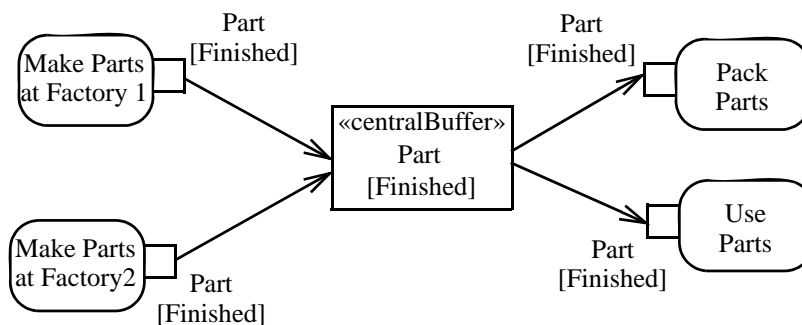 Part
[Finished]
Make Parts
at Factory 1
Part
[Finished]
Pack
Parts
«centralBuffer»
Part
[Finished]
Make Parts
at Factory2
Part
[Finished]
Use
Parts
Part
[Finished]